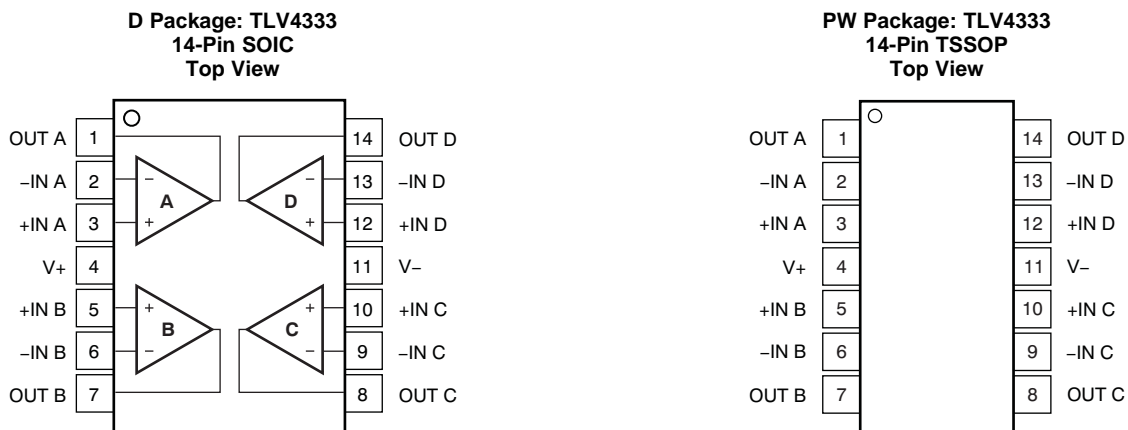 D Package: TLV4333
14-Pin SOIC
Top View
OUT A 1 14 OUT D
–IN A 2 – A – D 13 –IN D
+IN A 3 + + 12 +IN D
V+ 4 11 V–
+IN B 5 + B + C 10 +IN C
–IN B 6 – – 9 –IN C
OUT B 7 8 OUT C
PW Package: TLV4333
14-Pin TSSOP
Top View
OUT A 1 14 OUT D
–IN A 2 13 –IN D
+IN A 3 12 +IN D
V+ 4 11 V–
+IN B 5 10 +IN C
–IN B 6 9 –IN C
OUT B 7 8 OUT C